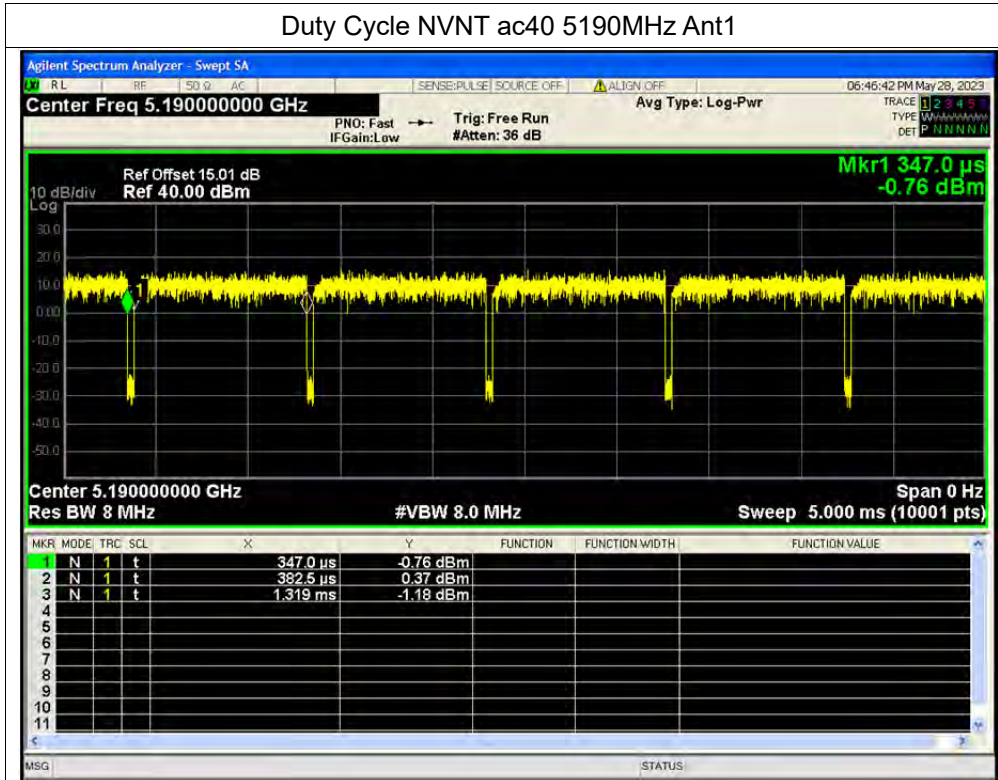 Duty Cycle NVNT ac40 5190MHz Ant1
Agilent Spectrum Analyzer - Swept SA
RL RF 50 Ω AC SENSE:PULSE SOURCE OFF ALIGN OFF 06:46:42 PM May 28, 2023
Center Freq 5.190000000 GHz
Avg Type: Log-Pwr
TRACE 1 2 3 4 5 6
PNO: Fast Trig: Free Run
TYPE
IFGain:Low #Atten: 36 dB
DET P N N N N N
Mkr1 347.0 µs
-0.76 dBm
Ref Offset 15.01 dB
10 dB/div Ref 40.00 dBm
Log
30.0
20.0
10.0
1
0.00
-10.0
-20.0
-30.0
-40.0
-50.0
Center 5.190000000 GHz Span 0 Hz
Res BW 8 MHz #VBW 8.0 MHz Sweep 5.000 ms (10001 pts)
MKR MODE TRC SCL X Y FUNCTION FUNCTION WIDTH FUNCTION VALUE
1 N 1 t 347.0 µs -0.76 dBm
2 N 1 t 382.5 µs 0.37 dBm
3 N 1 t 1.319 ms -1.18 dBm
4
5
6
7
8
9
10
11
MSG STATUS